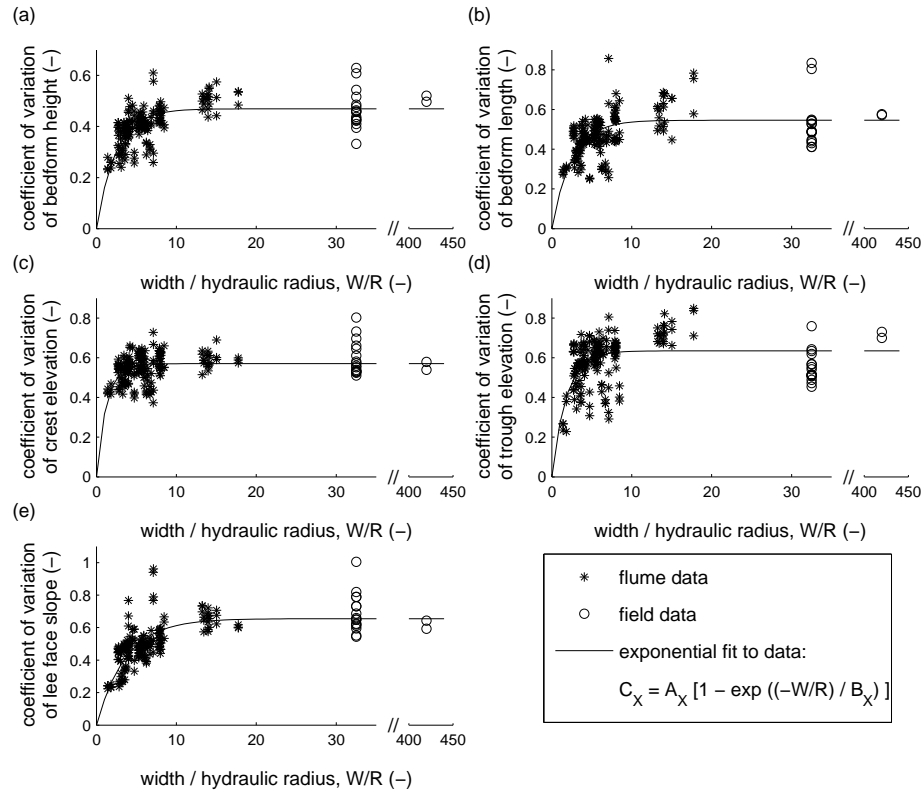 (a)
coefficient of variation
of bedform height (−)
0.6
0.4
0.2
0
0 10 20 30 // 400 450
width / hydraulic radius, W/R (−)
(b)
coefficient of variation
of bedform length (−)
0.8
0.6
0.4
0.2
0
0 10 20 30 // 400 450
width / hydraulic radius, W/R (−)
(c)
coefficient of variation
of crest elevation (−)
0.8
0.6
0.4
0.2
0
0 10 20 30 // 400 450
width / hydraulic radius, W/R (−)
(d)
coefficient of variation
of trough elevation (−)
0.8
0.6
0.4
0.2
0
0 10 20 30 // 400 450
width / hydraulic radius, W/R (−)
(e)
coefficient of variation
of lee face slope (−)
1
0.8
0.6
0.4
0.2
0
0 10 20 30 // 400 450
width / hydraulic radius, W/R (−)
flume data
field data
exponential fit to data:
C_X = A_X [1 − exp ((−W/R) / B_X) ]